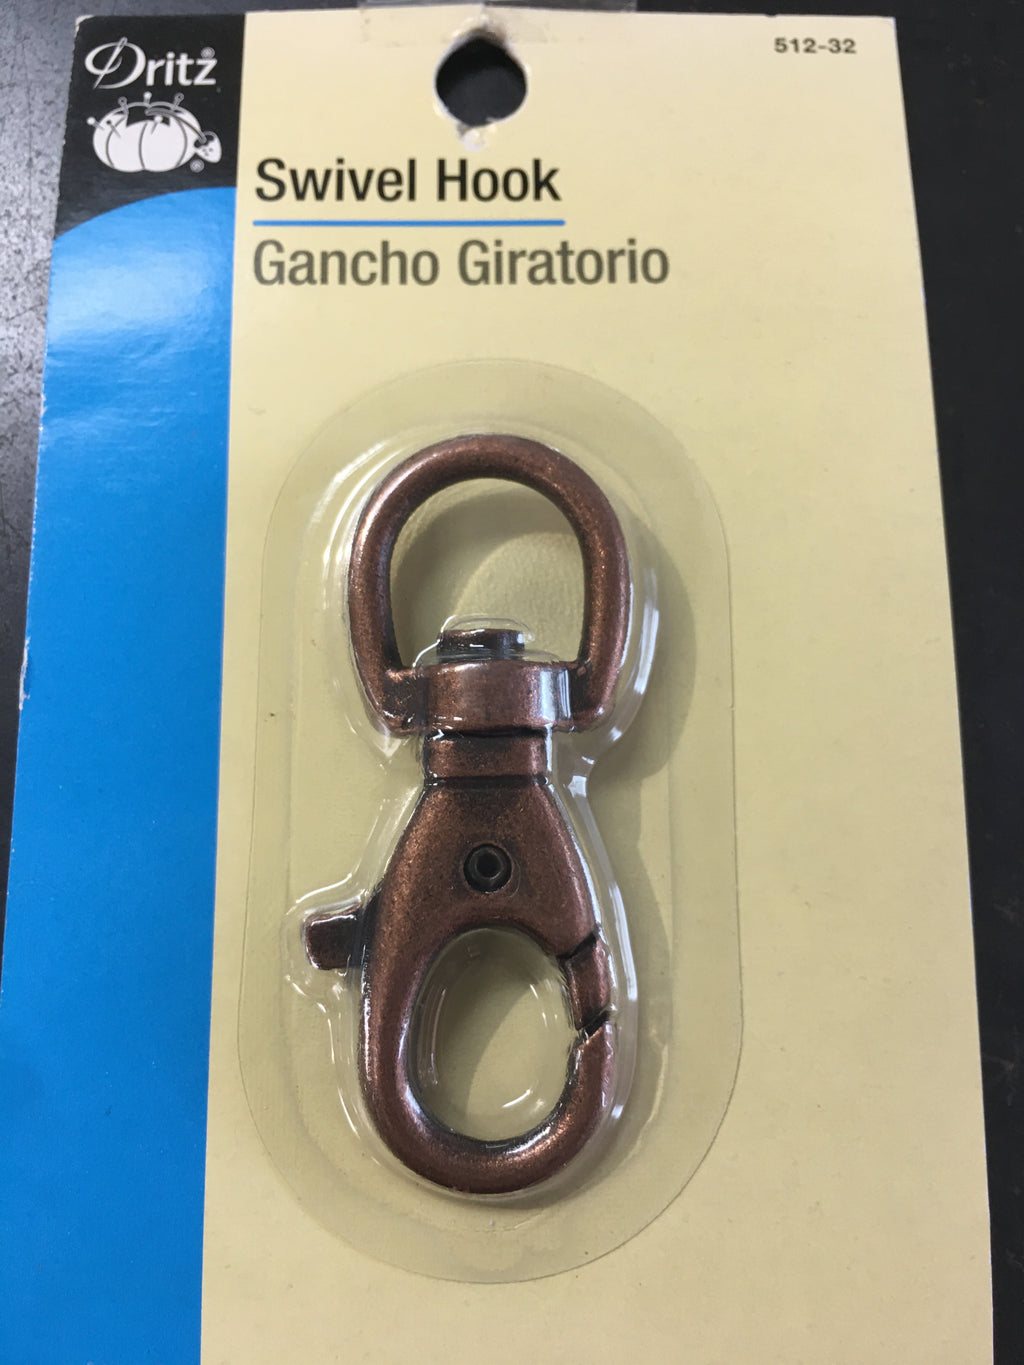 Dritz®
®
512-32
Swivel Hook
Gancho Giratorio